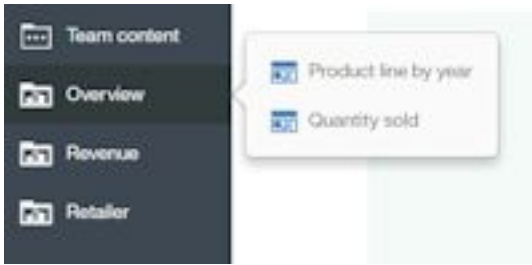 Team content
Overview
Revenue
Retailer
Product line by year
Quantity sold